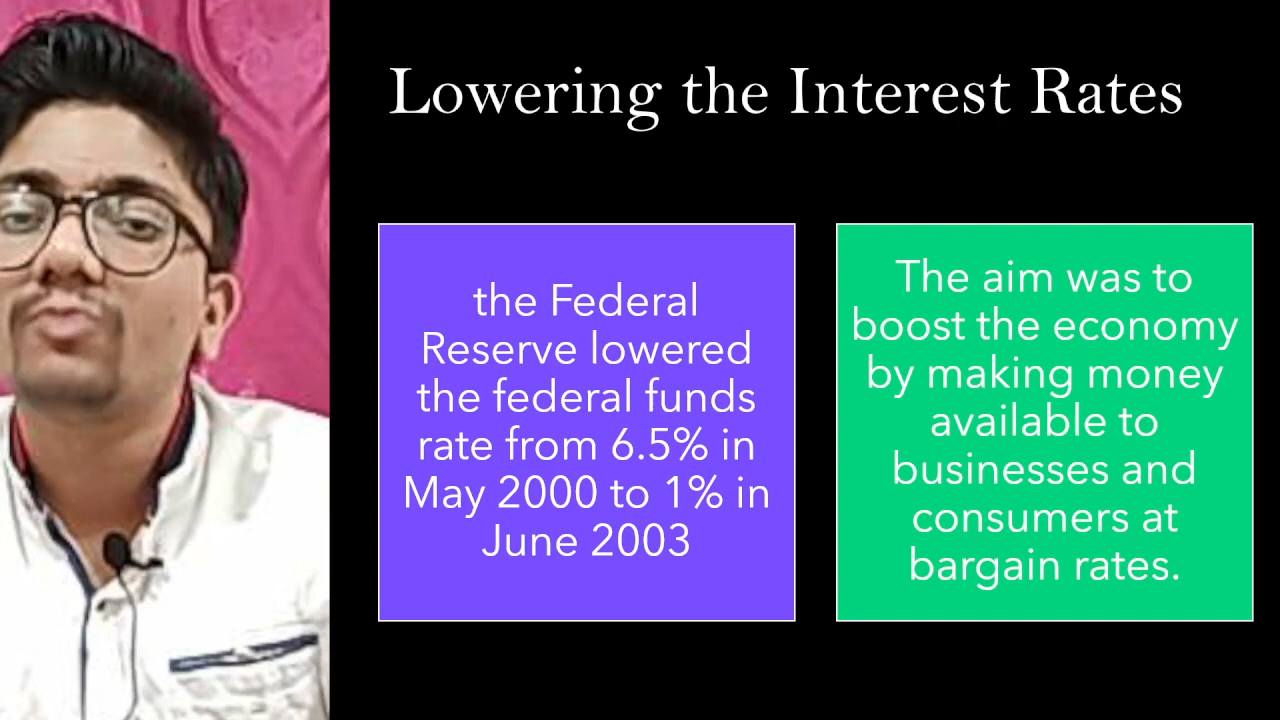 Lowering the Interest Rates
the Federal
Reserve lowered
the federal funds
rate from 6.5% in
May 2000 to 1% in
June 2003
The aim was to
boost the economy
by making money
available to
businesses and
consumers at
bargain rates.